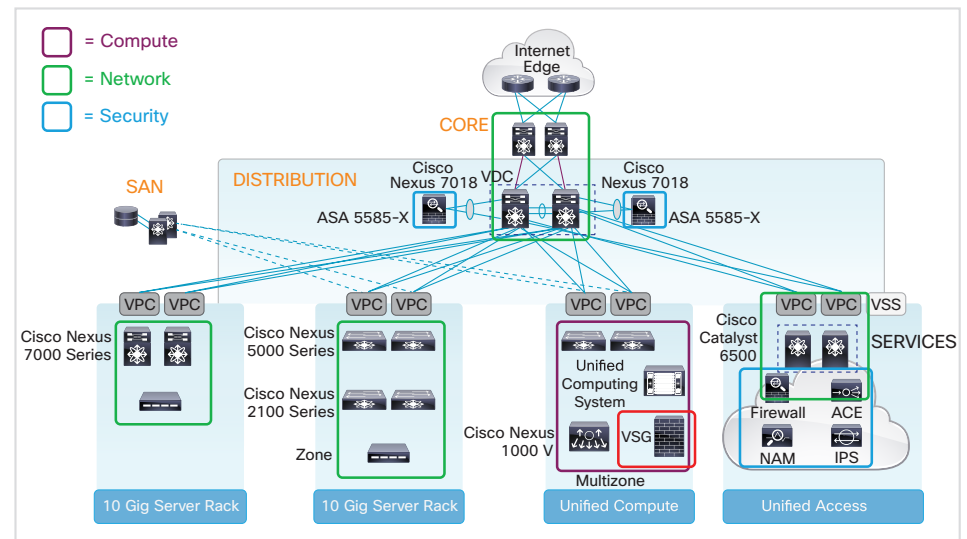 = Compute
= Network
= Security
Internet
Edge
CORE
SAN
DISTRIBUTION
Cisco
Nexus 7018
VDC
Cisco
Nexus 7018
ASA 5585-X
ASA 5585-X
VPC
VPC
VPC
VPC
VPC
VPC
VPC
VPC
VSS
Cisco Nexus
7000 Series
Cisco Nexus
5000 Series
Cisco Nexus
2100 Series
Zone
Unified
Computing
System
Cisco Nexus
1000 V
VSG
Multizone
Cisco
Catalyst
6500
SERVICES
Firewall
ACE
NAM
IPS
10 Gig Server Rack
10 Gig Server Rack
Unified Compute
Unified Access